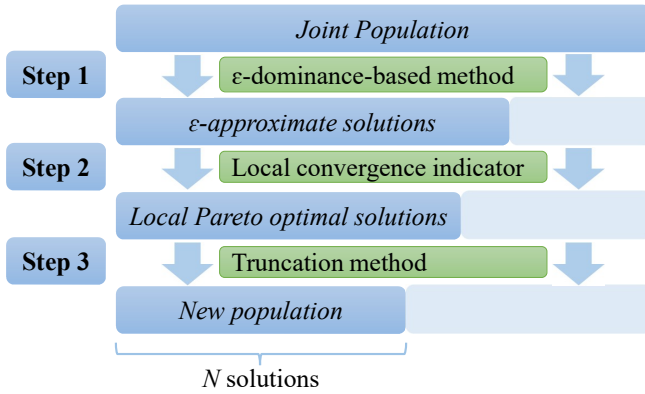 Joint Population
Step 1
ε-dominance-based method
ε-approximate solutions
Step 2
Local convergence indicator
Local Pareto optimal solutions
Step 3
Truncation method
New population
N solutions